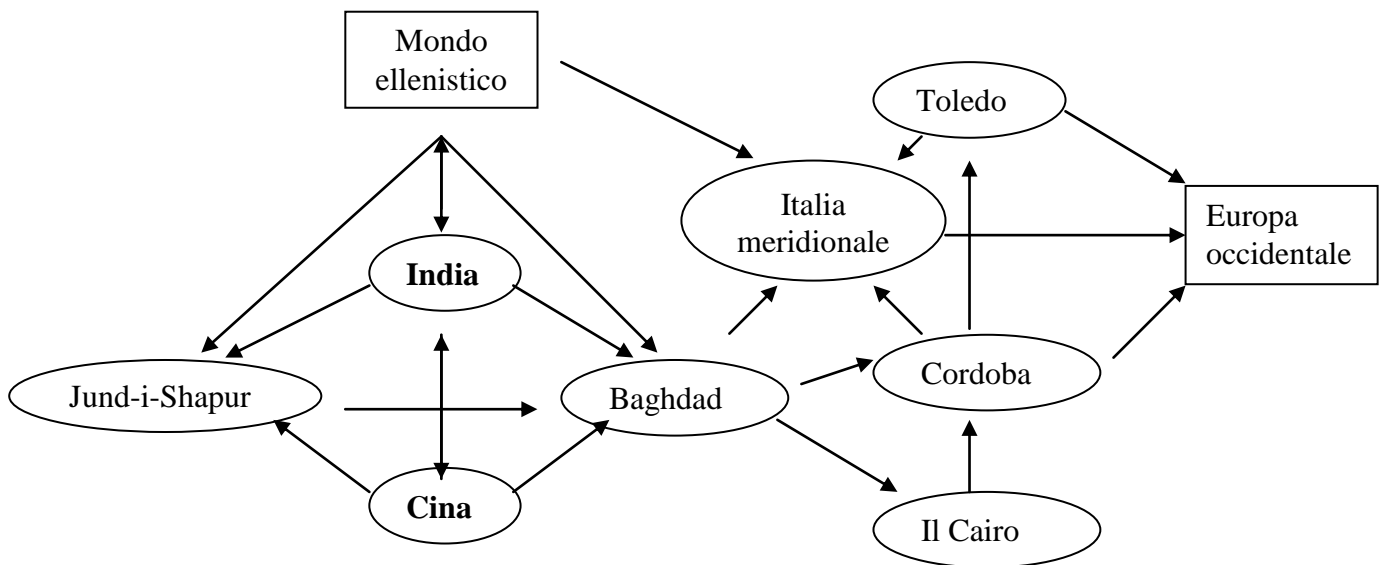 Mondo
ellenistico
Toledo
Italia
meridionale
Europa
occidentale
India
Jund-i-Shapur
Baghdad
Cordoba
Cina
Il Cairo